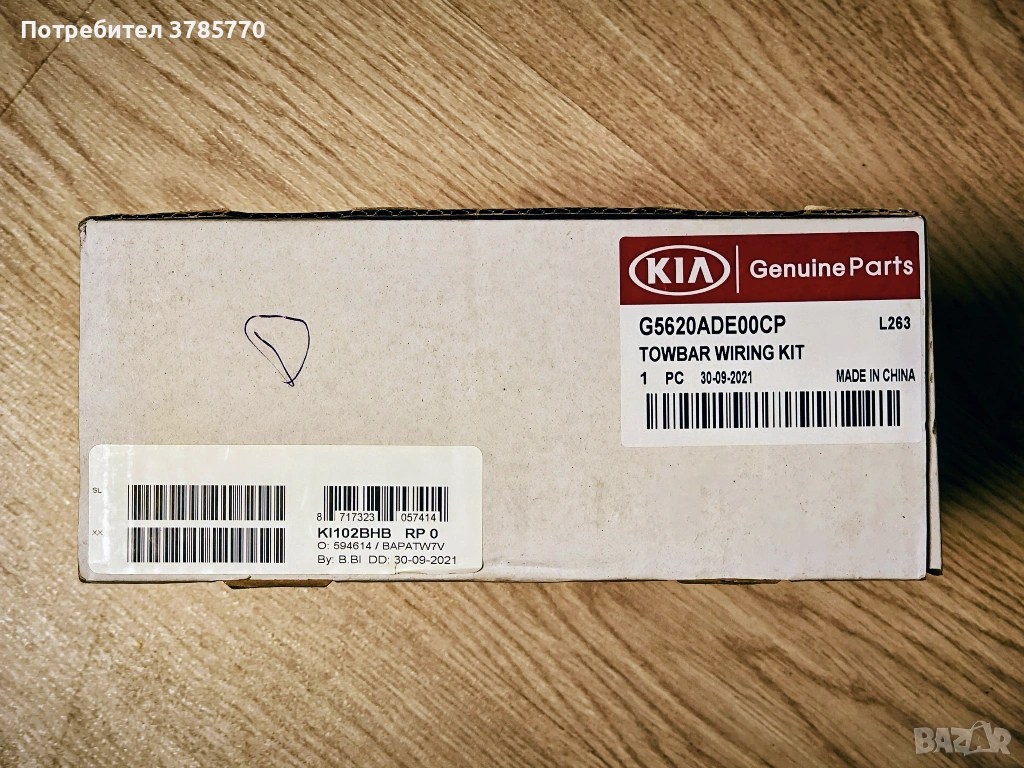 Потребител 3785770
KIA Genuine Parts
G5620ADE00CP L263
TOWBAR WIRING KIT
1 PC 30-09-2021 MADE IN CHINA
SL
8 717323 057414
XX
KI102BHB RP 0
O: 594614 / BAPATW7V
By: B.BI DD: 30-09-2021
BAZAR